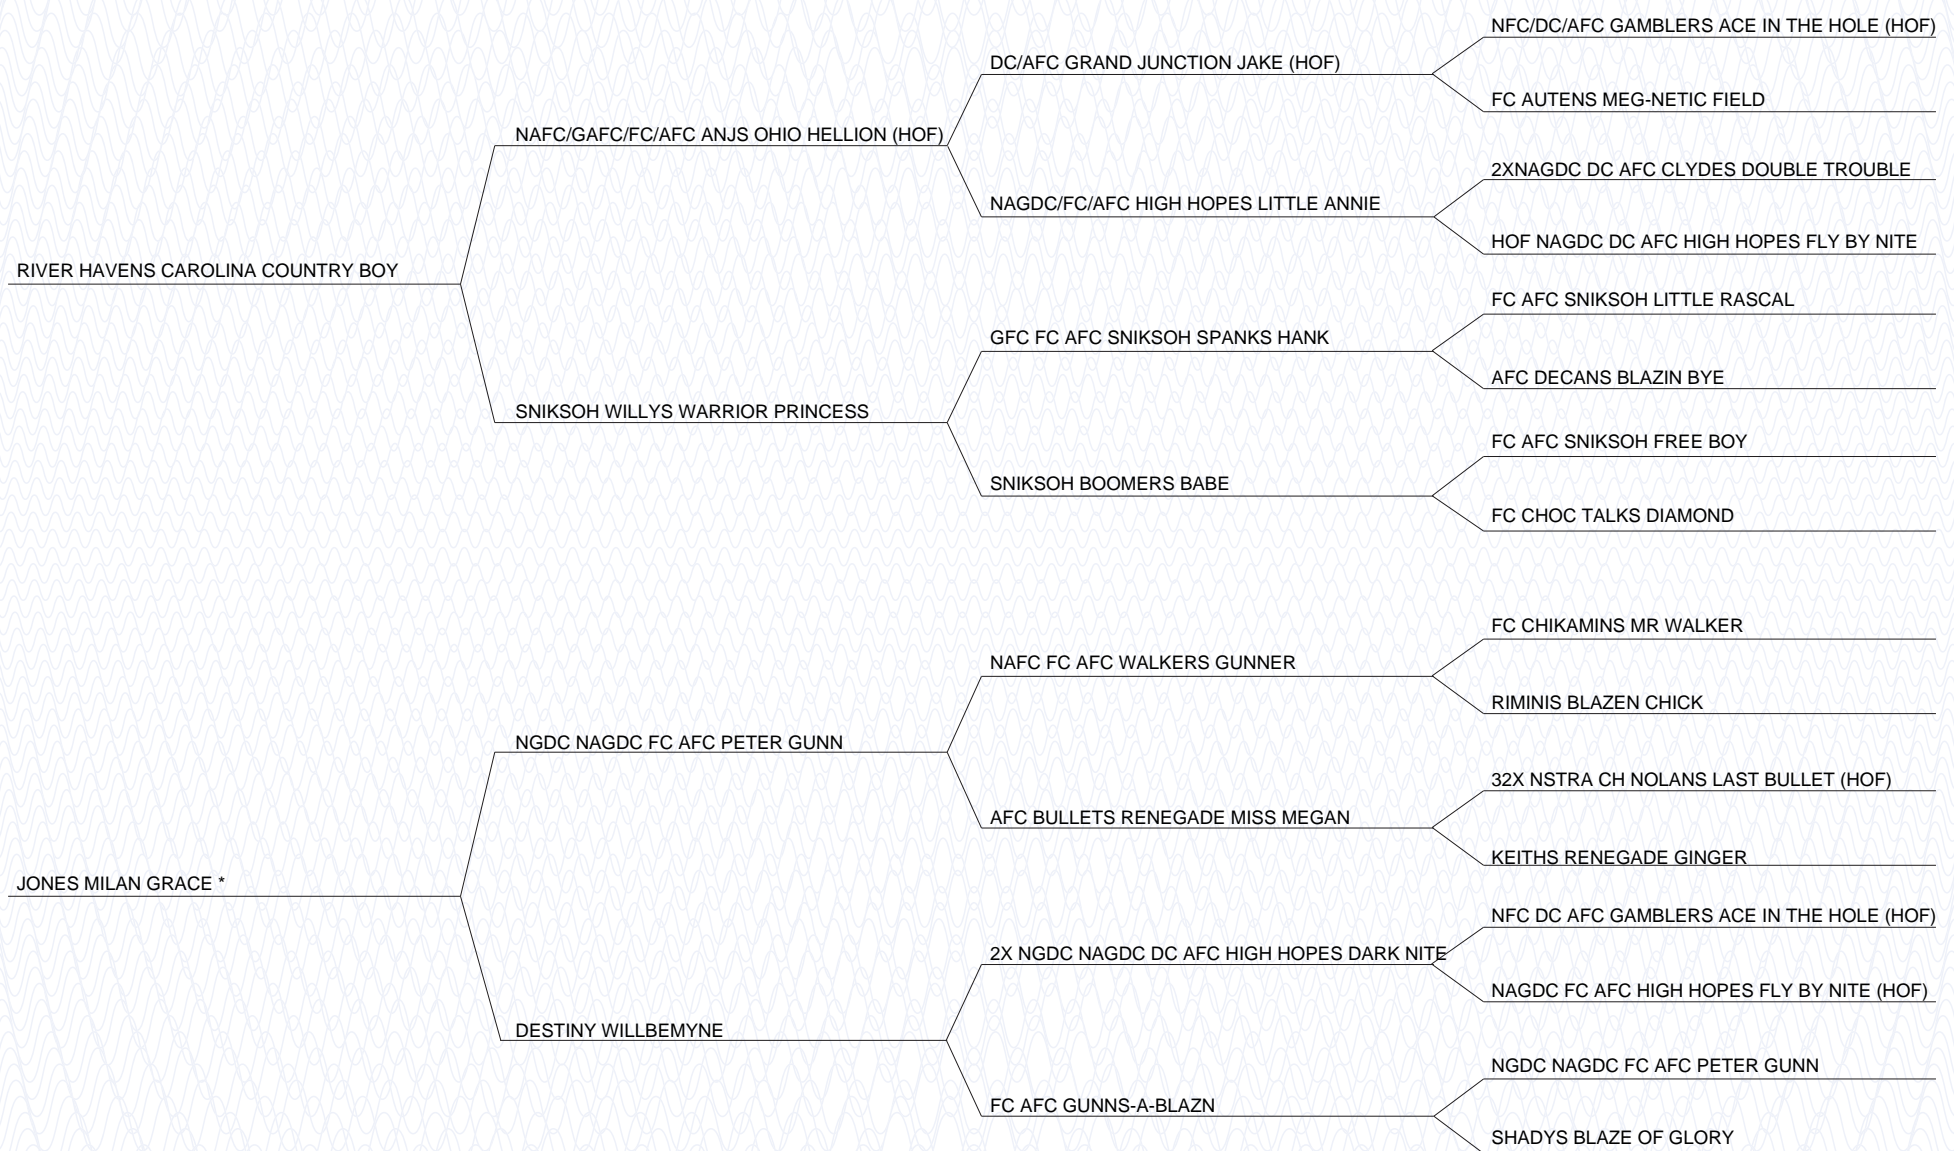 NFC/DC/AFC GAMBLERS ACE IN THE HOLE (HOF)
DC/AFC GRAND JUNCTION JAKE (HOF)
FC AUTENS MEG-NETIC FIELD
NAFC/GAFC/FC/AFC ANJS OHIO HELLION (HOF)
2XNAGDC DC AFC CLYDES DOUBLE TROUBLE
NAGDC/FC/AFC HIGH HOPES LITTLE ANNIE
HOF NAGDC DC AFC HIGH HOPES FLY BY NITE
RIVER HAVENS CAROLINA COUNTRY BOY
FC AFC SNIKSOH LITTLE RASCAL
GFC FC AFC SNIKSOH SPANKS HANK
AFC DECANS BLAZIN BYE
SNIKSOH WILLYS WARRIOR PRINCESS
FC AFC SNIKSOH FREE BOY
SNIKSOH BOOMERS BABE
FC CHOC TALKS DIAMOND
FC CHIKAMINS MR WALKER
NAFC FC AFC WALKERS GUNNER
RIMINIS BLAZEN CHICK
NGDC NAGDC FC AFC PETER GUNN
32X NSTRA CH NOLANS LAST BULLET (HOF)
AFC BULLETS RENEGADE MISS MEGAN
KEITHS RENEGADE GINGER
JONES MILAN GRACE *
NFC DC AFC GAMBLERS ACE IN THE HOLE (HOF)
2X NGDC NAGDC DC AFC HIGH HOPES DARK NITE
NAGDC FC AFC HIGH HOPES FLY BY NITE (HOF)
DESTINY WILLBEMYNE
NGDC NAGDC FC AFC PETER GUNN
FC AFC GUNNS-A-BLAZN
SHADYS BLAZE OF GLORY